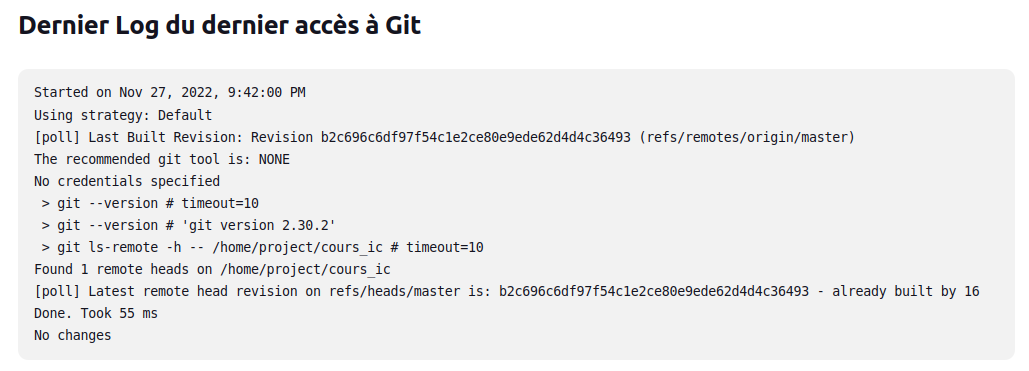 Dernier Log du dernier accès à Git
Started on Nov 27, 2022, 9:42:00 PM
Using strategy: Default
[poll] Last Built Revision: Revision b2c696c6df97f54c1e2ce80e9ede62d4d4c36493 (refs/remotes/origin/master)
The recommended git tool is: NONE
No credentials specified
 > git --version # timeout=10
 > git --version # 'git version 2.30.2'
 > git ls-remote -h -- /home/project/cours_ic # timeout=10
Found 1 remote heads on /home/project/cours_ic
[poll] Latest remote head revision on refs/heads/master is: b2c696c6df97f54c1e2ce80e9ede62d4d4c36493 - already built by 16
Done. Took 55 ms
No changes